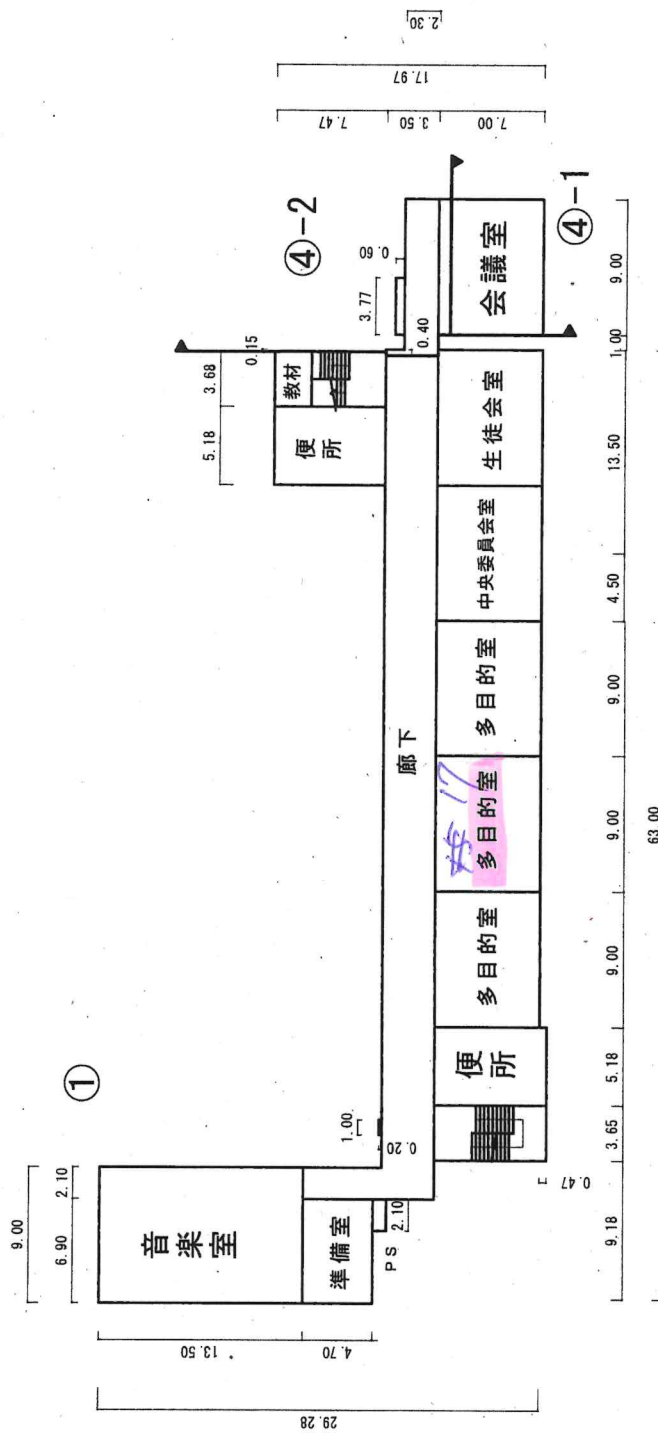 ①
④-2
④-1
音楽室
準備室
PS
教材
便所
廊下
便所
多目的室
多目的室
多目的室
中央委員会室
生徒会室
会議室
9.00
6.90
2.10
13.50
4.70
29.28
2.10
1.00
0.20
0.47
5.18
3.68
0.15
3.77
0.60
0.40
7.47
3.50
7.00
17.97
2.30
9.18
3.65
5.18
9.00
9.00
9.00
4.50
13.50
1.00
9.00
63.00
17